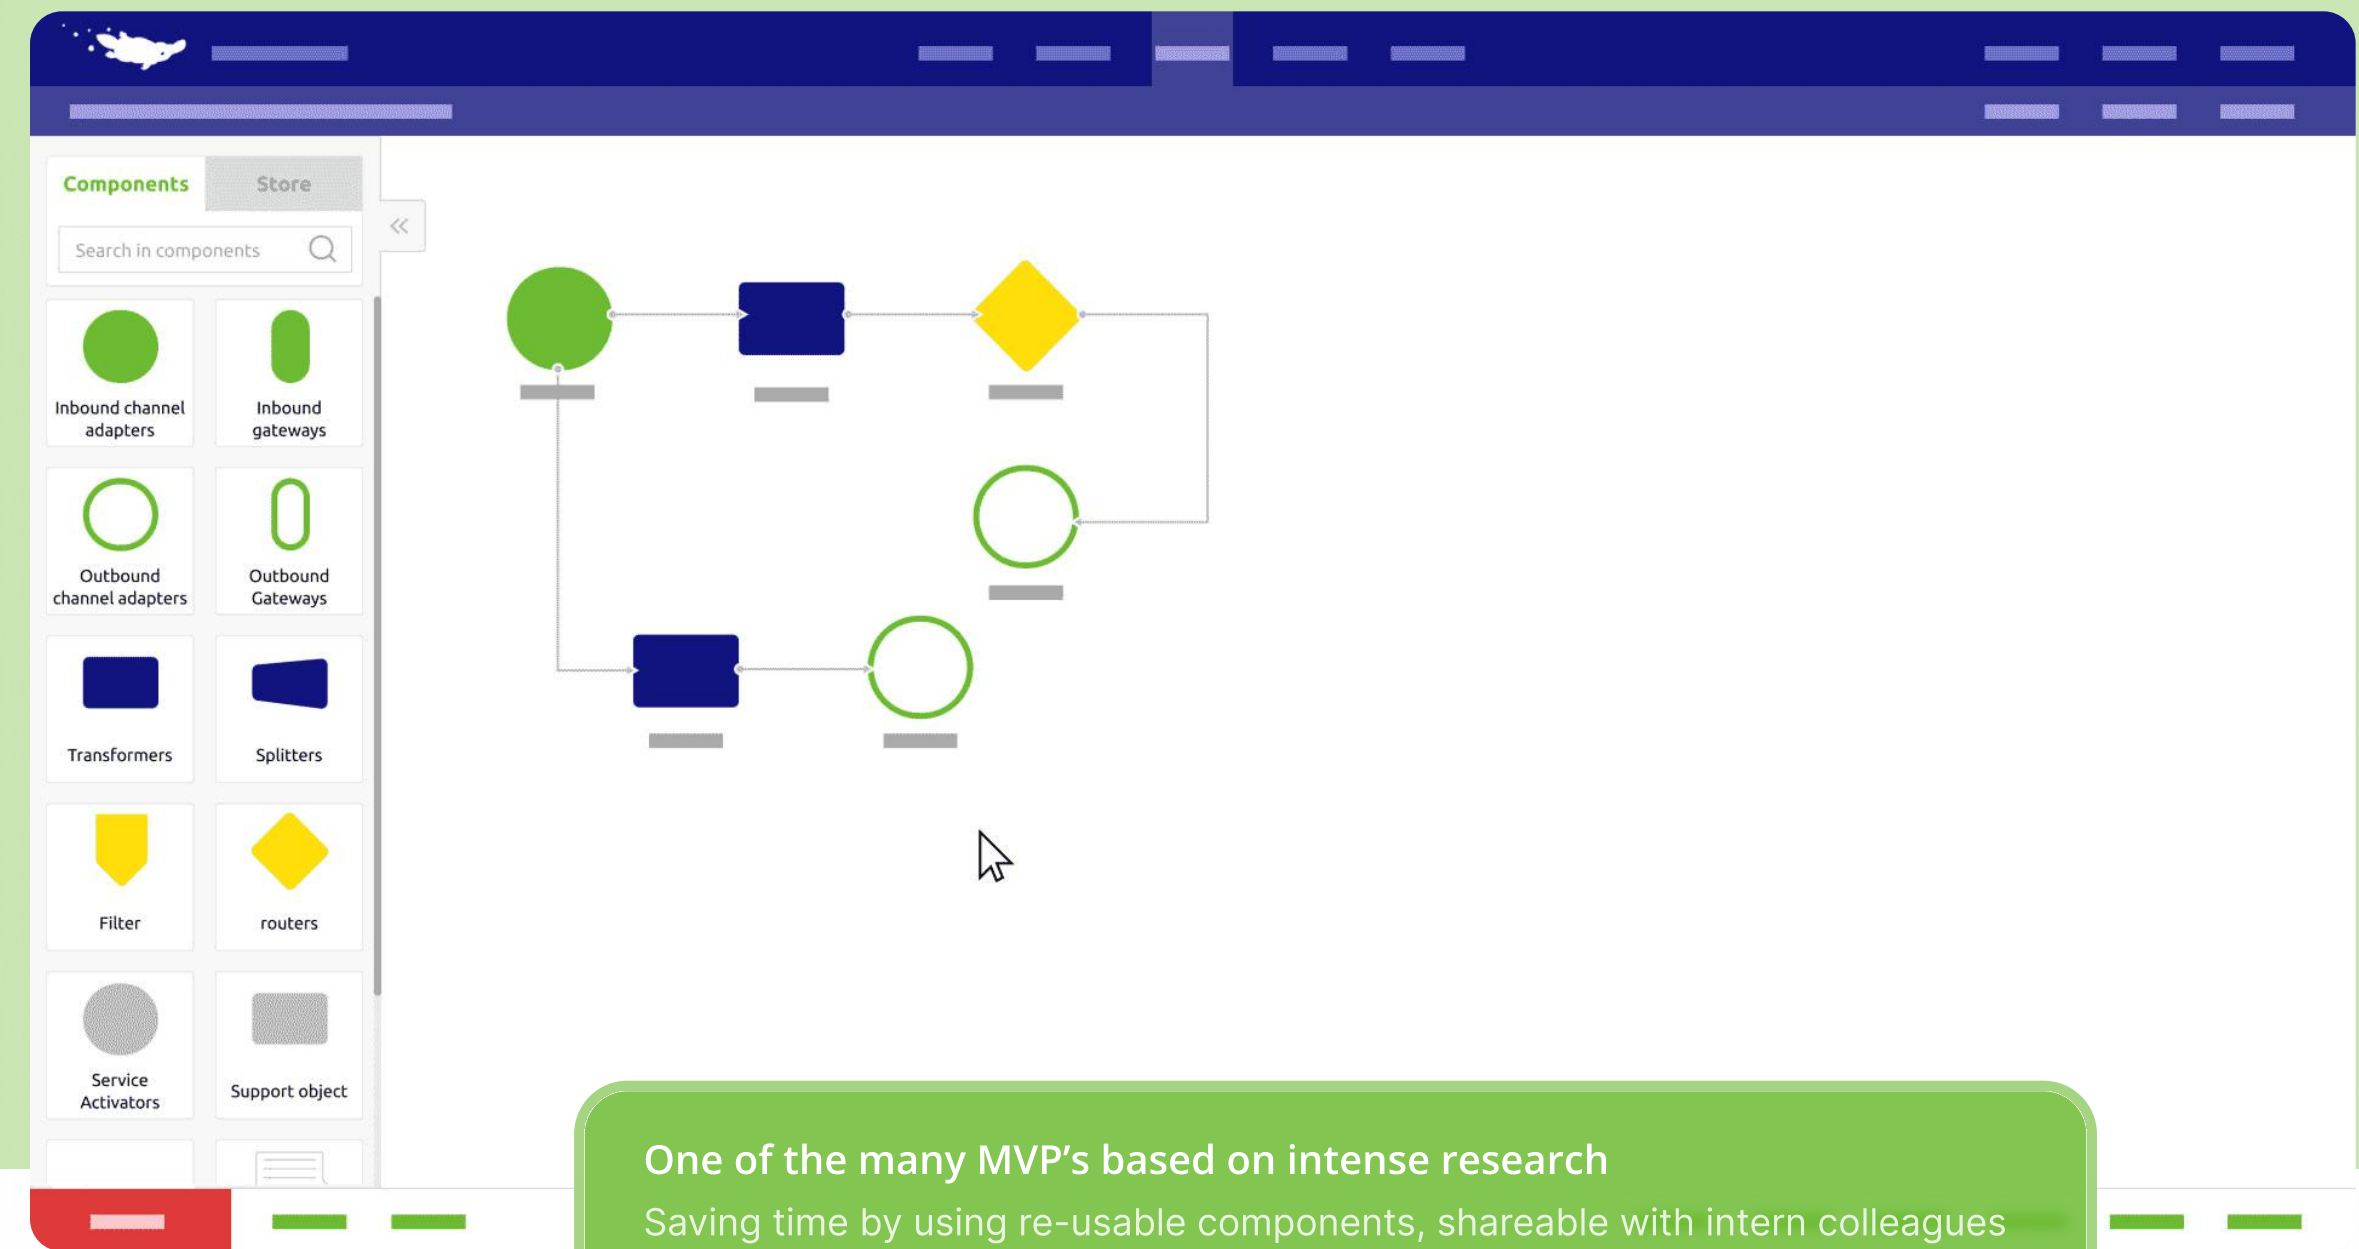 Components
Store
Search in components
Inbound channel
adapters
Inbound
gateways
Outbound
channel adapters
Outbound
Gateways
Transformers
Splitters
Filter
routers
Service
Activators
Support object
One of the many MVP’s based on intense research
Saving time by using re-usable components, shareable with intern colleagues